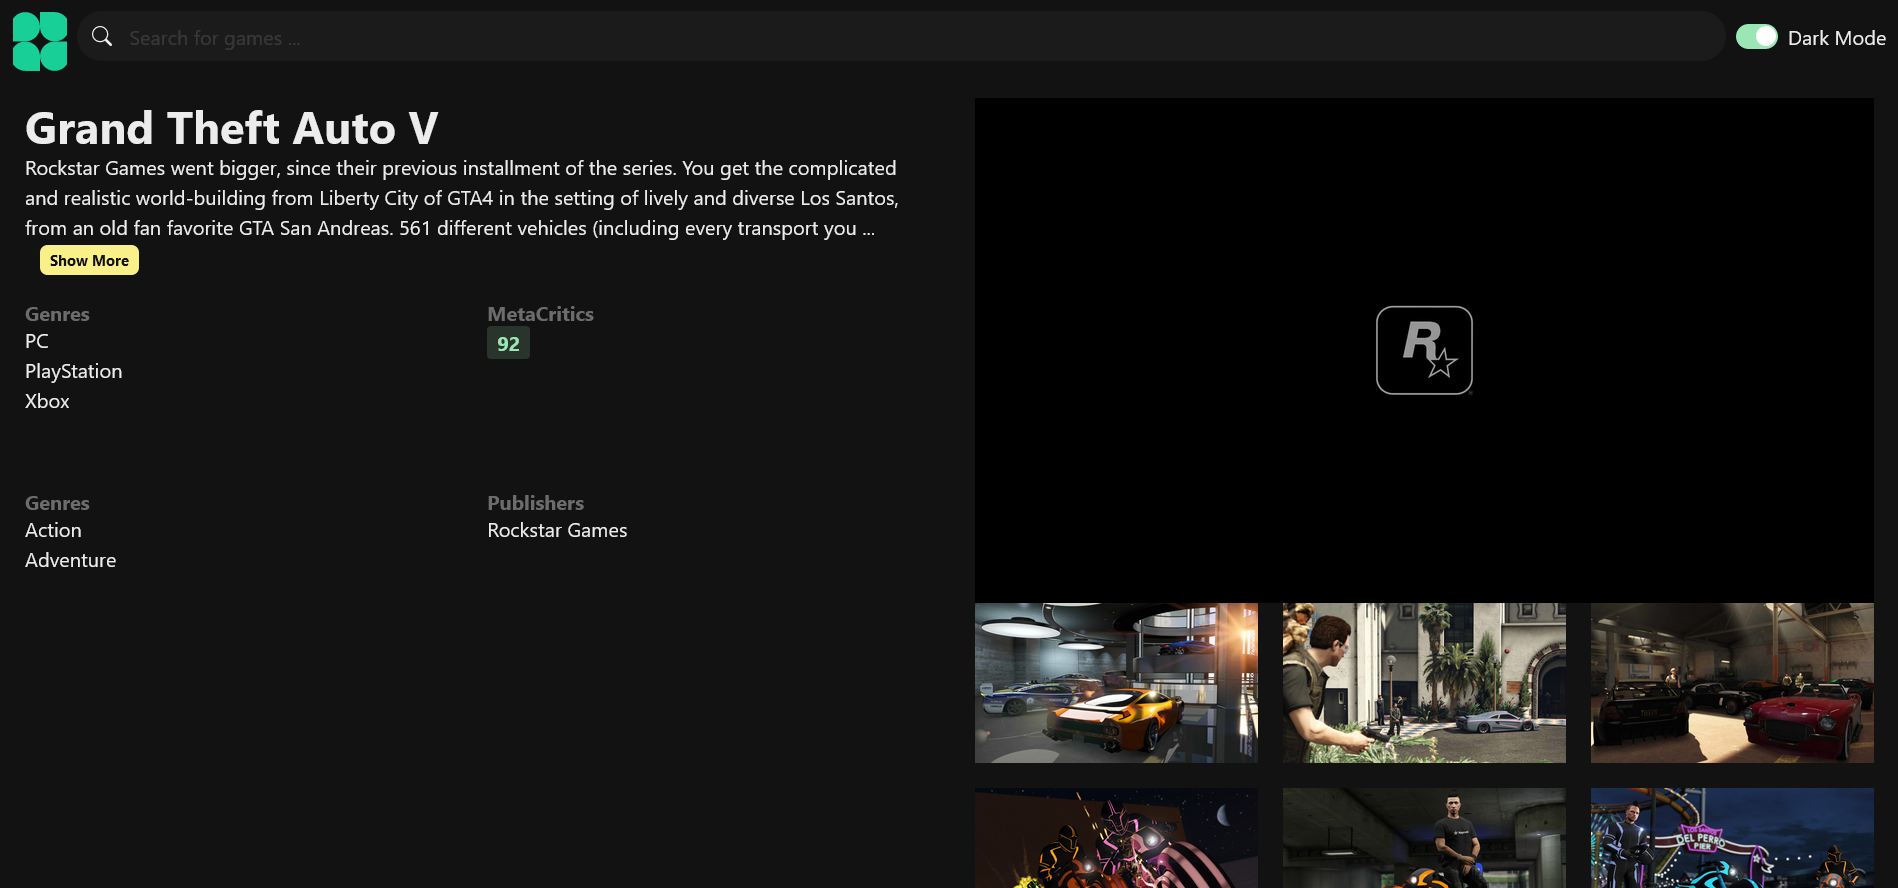 Search for games ...
Dark Mode
Grand Theft Auto V
Rockstar Games went bigger, since their previous installment of the series. You get the complicated
and realistic world-building from Liberty City of GTA4 in the setting of lively and diverse Los Santos,
from an old fan favorite GTA San Andreas. 561 different vehicles (including every transport you ...
Show More
Genres
PC
PlayStation
Xbox
MetaCritics
92
Genres
Action
Adventure
Publishers
Rockstar Games
R
LOS SANTOS
DEL PERRO
PIER